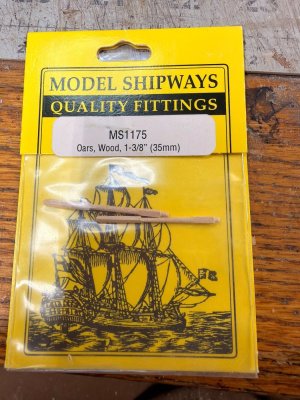 MODEL SHIPWAYS
QUALITY FITTINGS
MS1175
Oars, Wood, 1-3/8" (35mm)